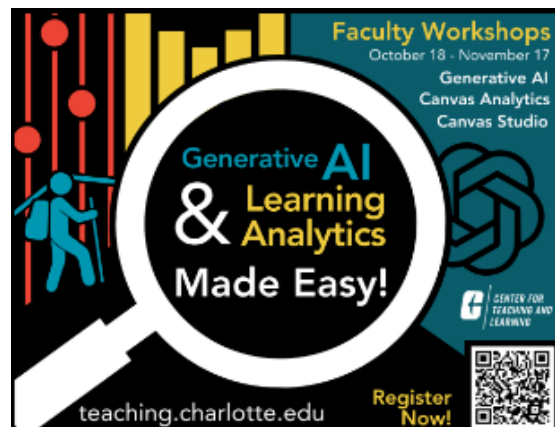 Faculty Workshops
October 18 - November 17
Generative AI
Canvas Analytics
Canvas Studio
Generative AI
& Learning
Analytics
Made Easy!
CENTER FOR
TEACHING AND
LEARNING
teaching.charlotte.edu
Register
Now!